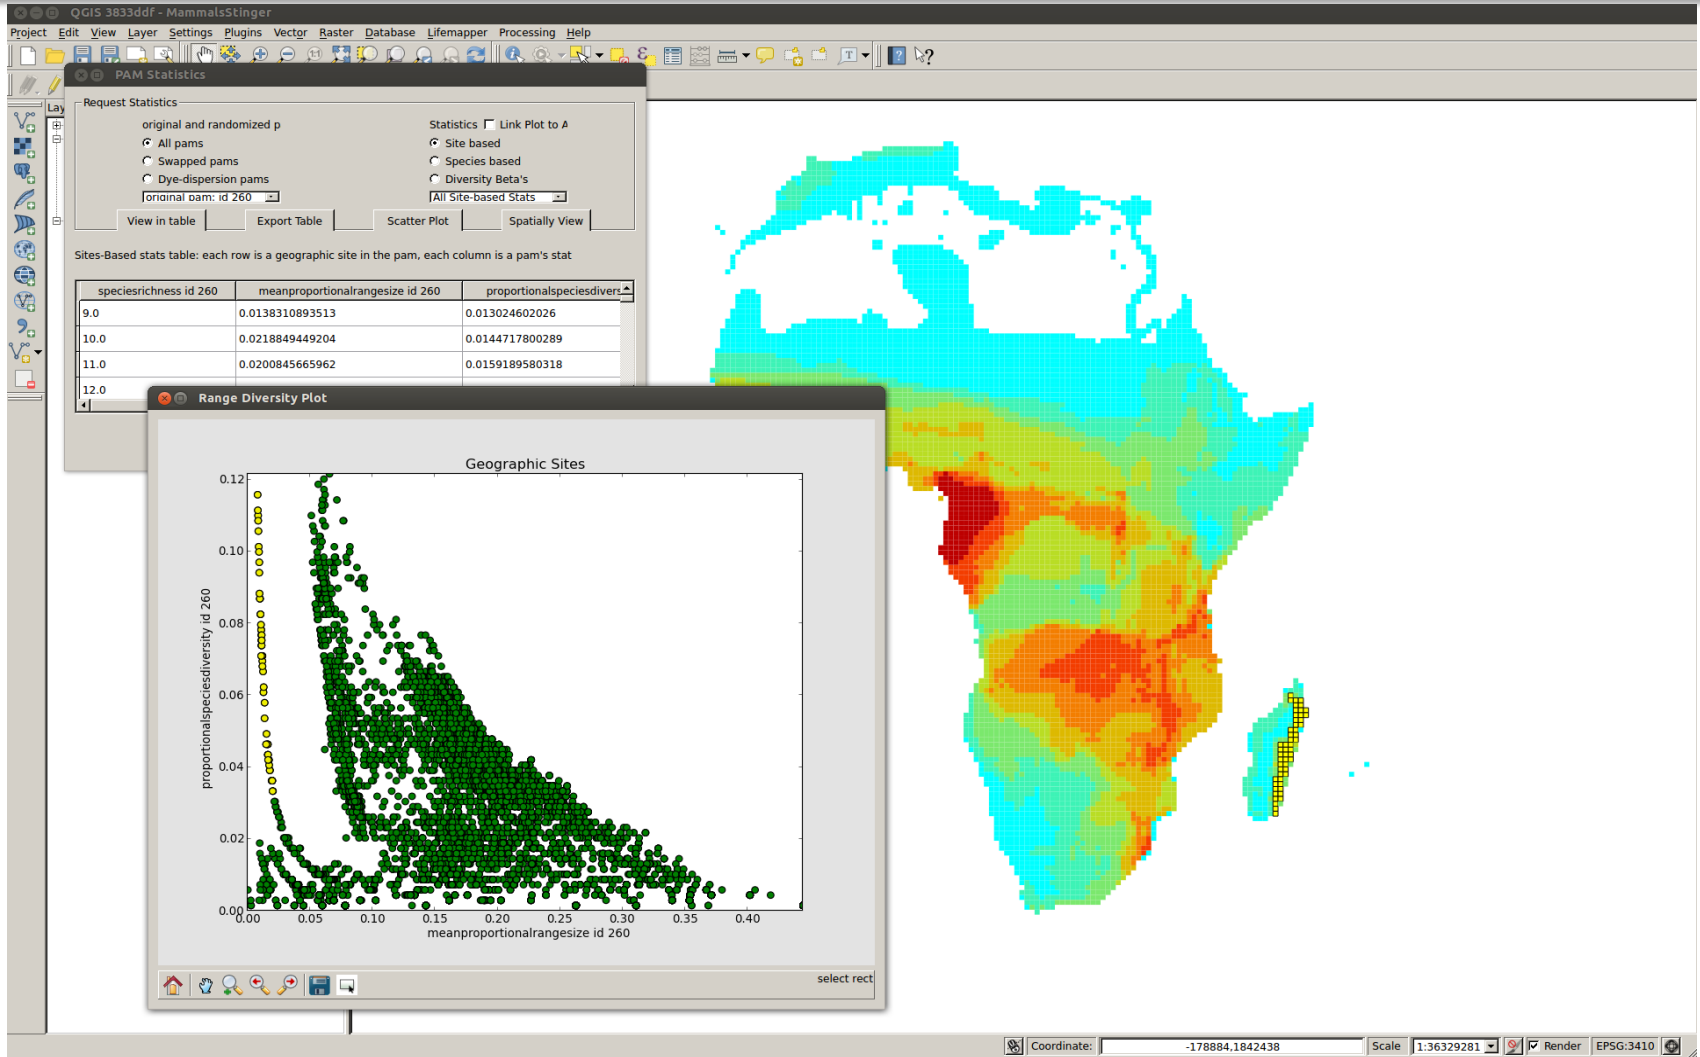 QGIS 3833ddf - MammalsStinger
Project Edit View Layer Settings Plugins Vector Raster Database Lifemapper Processing Help
PAM Statistics
Lay
Request Statistics
original and randomized p
Statistics Link Plot to A
All pams
Site based
Swapped pams
Species based
Dye-dispersion pams
Diversity Beta's
original pam: id 260
All Site-based Stats
View in table Export Table Scatter Plot Spatially View
Sites-Based stats table: each row is a geographic site in the pam, each column is a pam's stat
speciesrichness id 260 meanproportionalrangesize id 260 proportionalspeciesdivers
9.0 0.0138310893513 0.013024602026
10.0 0.0218849449204 0.0144717800289
11.0 0.0200845665962 0.0159189580318
12.0
Range Diversity Plot
Geographic Sites
0.12
0.10
0.08
0.06
0.04
0.02
0.00
proportionalspeciesdiversity id 260
0.00 0.05 0.10 0.15 0.20 0.25 0.30 0.35 0.40
meanproportionalrangesize id 260
select rect
Coordinate: -178884,1842438 Scale 1:36329281 Render EPSG:3410